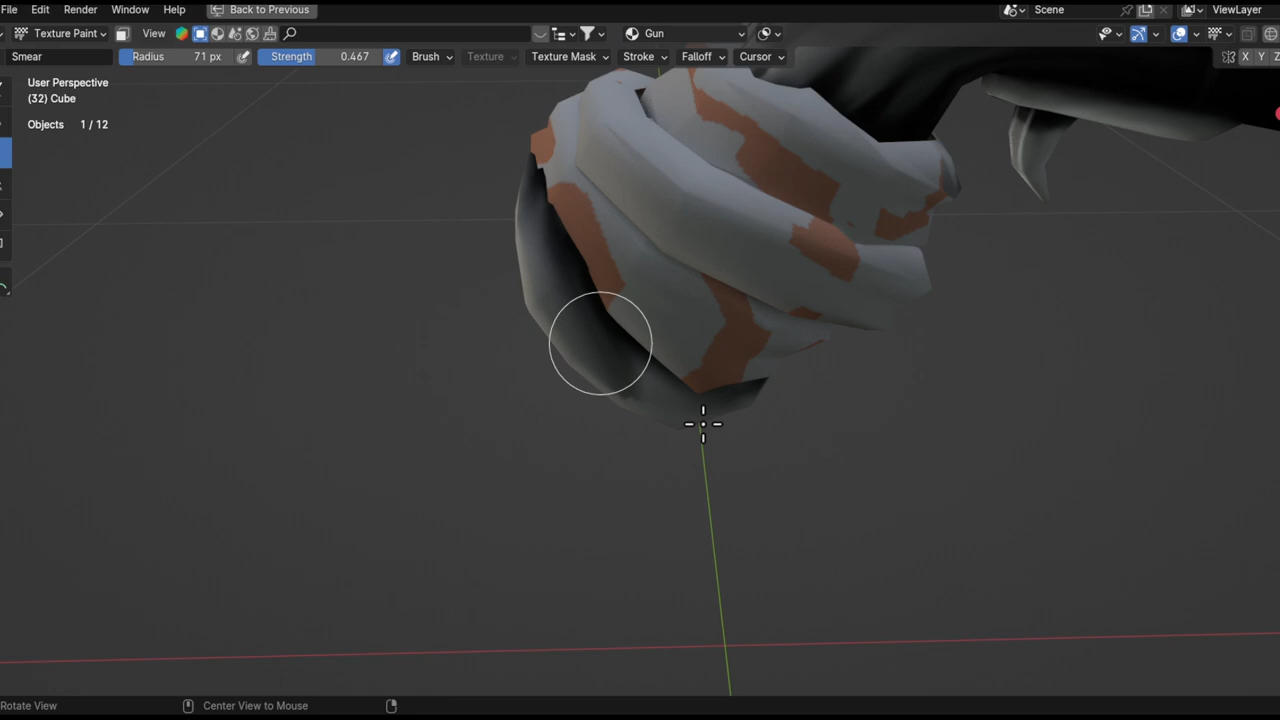 File Edit Render Window Help Back to Previous Scene ViewLayer
Texture Paint View Gun
Smear Radius 71 px Strength 0.467 Brush Texture Texture Mask Stroke Falloff Cursor X Y Z
User Perspective
(32) Cube
Objects 1 / 12
Rotate View Center View to Mouse